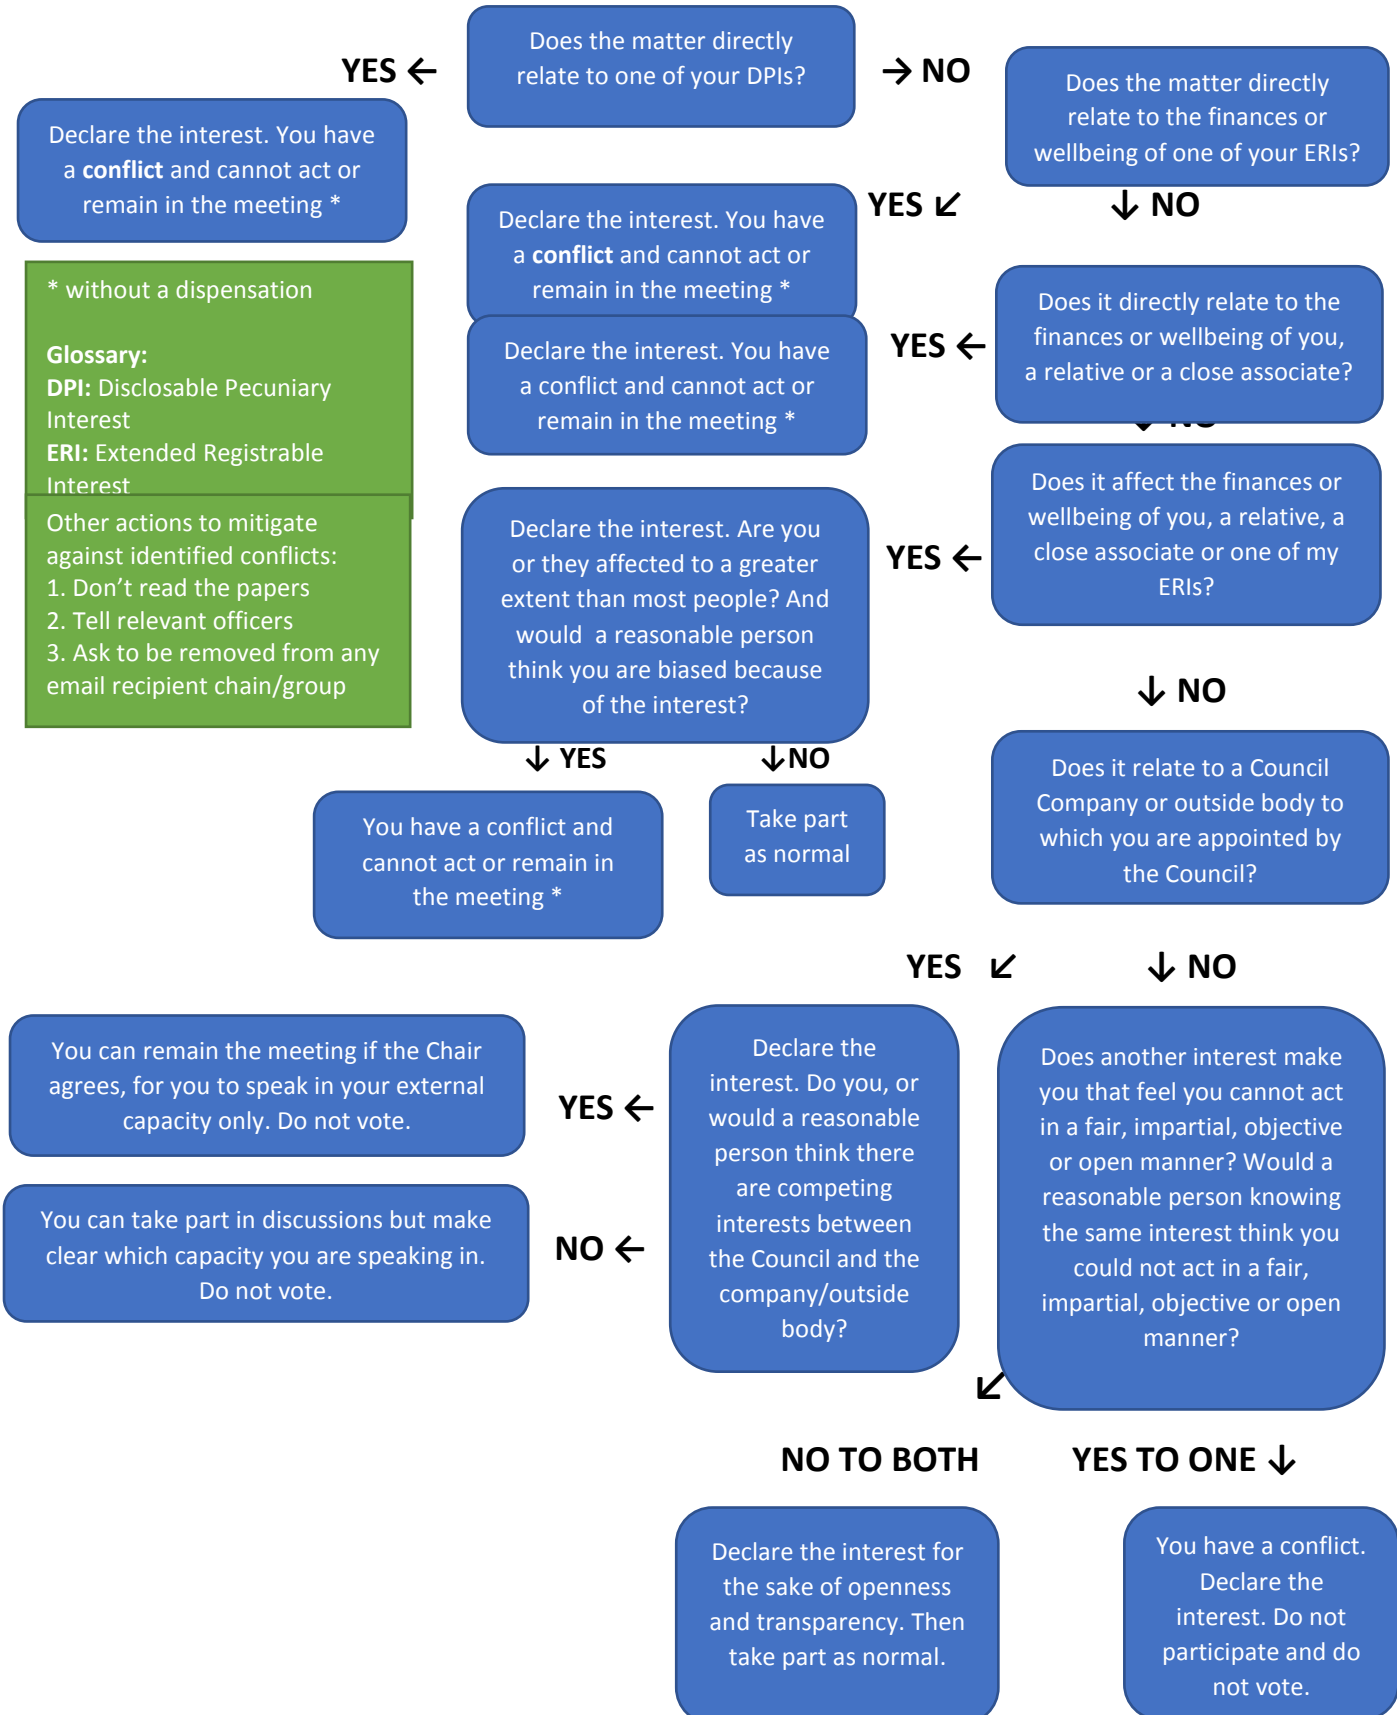 Does the matter directly
relate to one of your DPIs?
YES ←
→ NO
Declare the interest. You have
a conflict and cannot act or
remain in the meeting *
Does the matter directly
relate to the finances or
wellbeing of one of your ERIs?
YES ↙
↓ NO
Declare the interest. You have
a conflict and cannot act or
remain in the meeting *
Does it directly relate to the
finances or wellbeing of you,
a relative or a close associate?
YES ←
↓ NO
Declare the interest. You have
a conflict and cannot act or
remain in the meeting *
* without a dispensation
Glossary:
DPI: Disclosable Pecuniary
Interest
ERI: Extended Registrable
Interest
Other actions to mitigate
against identified conflicts:
1. Don’t read the papers
2. Tell relevant officers
3. Ask to be removed from any
email recipient chain/group
Does it affect the finances or
wellbeing of you, a relative, a
close associate or one of my
ERIs?
YES ←
↓ NO
Declare the interest. Are you
or they affected to a greater
extent than most people? And
would  a reasonable person
think you are biased because
of the interest?
↓ YES
↓NO
You have a conflict and
cannot act or remain in
the meeting *
Take part
as normal
Does it relate to a Council
Company or outside body to
which you are appointed by
the Council?
YES ↙
↓ NO
Declare the
interest. Do you, or
would a reasonable
person think there
are competing
interests between
the Council and the
company/outside
body?
YES ←
You can remain the meeting if the Chair
agrees, for you to speak in your external
capacity only. Do not vote.
NO ←
You can take part in discussions but make
clear which capacity you are speaking in.
Do not vote.
Does another interest make
you that feel you cannot act
in a fair, impartial, objective
or open manner? Would a
reasonable person knowing
the same interest think you
could not act in a fair,
impartial, objective or open
manner?
↙
NO TO BOTH
YES TO ONE ↓
Declare the interest for
the sake of openness
and transparency. Then
take part as normal.
You have a conflict.
Declare the
interest. Do not
participate and do
not vote.